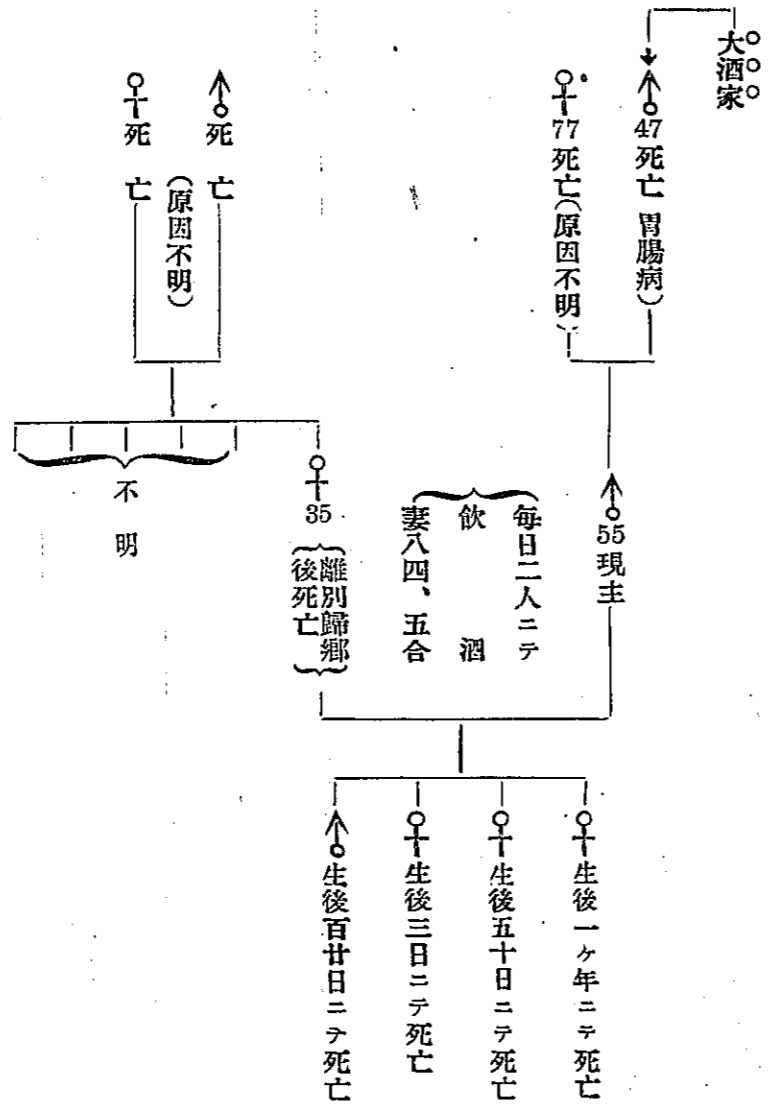 大酒家
47死亡 胃腸病)
77死亡(原因不明)
死亡
(原因不明)
死亡
55現主
毎日二人ニテ
飲酒
妻八四、五合
35
離別歸郷
後死亡
不明
生後一ヶ年ニテ死亡
生後五十日ニテ死亡
生後三日ニテ死亡
生後百廿日ニテ死亡